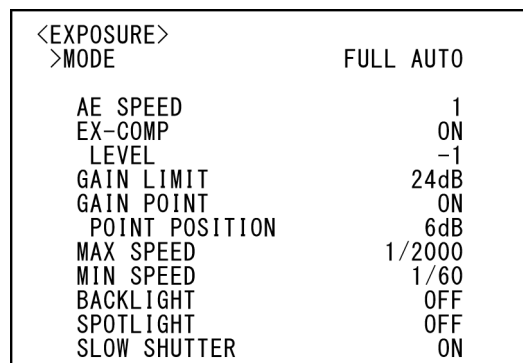 <EXPOSURE>
>MODE FULL AUTO
AE SPEED 1
EX-COMP ON
LEVEL -1
GAIN LIMIT 24dB
GAIN POINT ON
POINT POSITION 6dB
MAX SPEED 1/2000
MIN SPEED 1/60
BACKLIGHT OFF
SPOTLIGHT OFF
SLOW SHUTTER ON